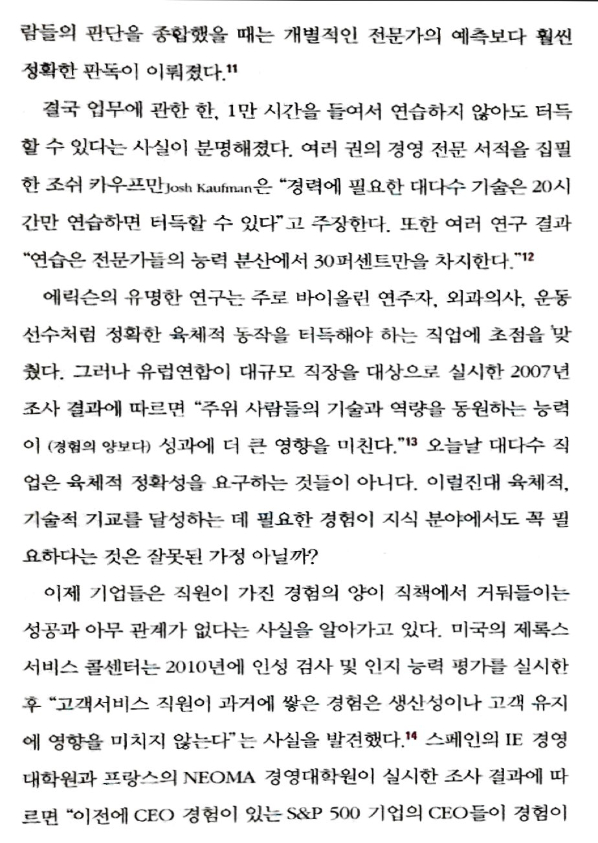 람들의 판단을 종합했을 때는 개별적인 전문가의 예측보다 훨씬
정확한 판독이 이뤄졌다.11
결국 업무에 관한 한, 1만 시간을 들여서 연습하지 않아도 터득
할 수 있다는 사실이 분명해졌다. 여러 권의 경영 전문 서적을 집필
한 조쉬 카우프만Josh Kaufman은 “경력에 필요한 대다수 기술은 20시
간만 연습하면 터득할 수 있다”고 주장한다. 또한 여러 연구 결과
“연습은 전문가들의 능력 분산에서 30퍼센트만을 차지한다.”12
에릭슨의 유명한 연구는 주로 바이올린 연주자, 외과의사, 운동
선수처럼 정확한 육체적 동작을 터득해야 하는 직업에 초점을 맞
췄다. 그러나 유럽연합이 대규모 직장을 대상으로 실시한 2007년
조사 결과에 따르면 “주위 사람들의 기술과 역량을 동원하는 능력
이 (경험의 양보다) 성과에 더 큰 영향을 미친다.”13 오늘날 대다수 직
업은 육체적 정확성을 요구하는 것들이 아니다. 이럴진대 육체적,
기술적 기교를 달성하는 데 필요한 경험이 지식 분야에서도 꼭 필
요하다는 것은 잘못된 가정 아닐까?
이제 기업들은 직원이 가진 경험의 양이 직책에서 거둬들이는
성공과 아무 관계가 없다는 사실을 알아가고 있다. 미국의 제록스
서비스 콜센터는 2010년에 인성 검사 및 인지 능력 평가를 실시한
후 “고객서비스 직원이 과거에 쌓은 경험은 생산성이나 고객 유지
에 영향을 미치지 않는다”는 사실을 발견했다.14 스페인의 IE 경영
대학원과 프랑스의 NEOMA 경영대학원이 실시한 조사 결과에 따
르면 “이전에 CEO 경험이 있는 S&P 500 기업의 CEO들이 경험이